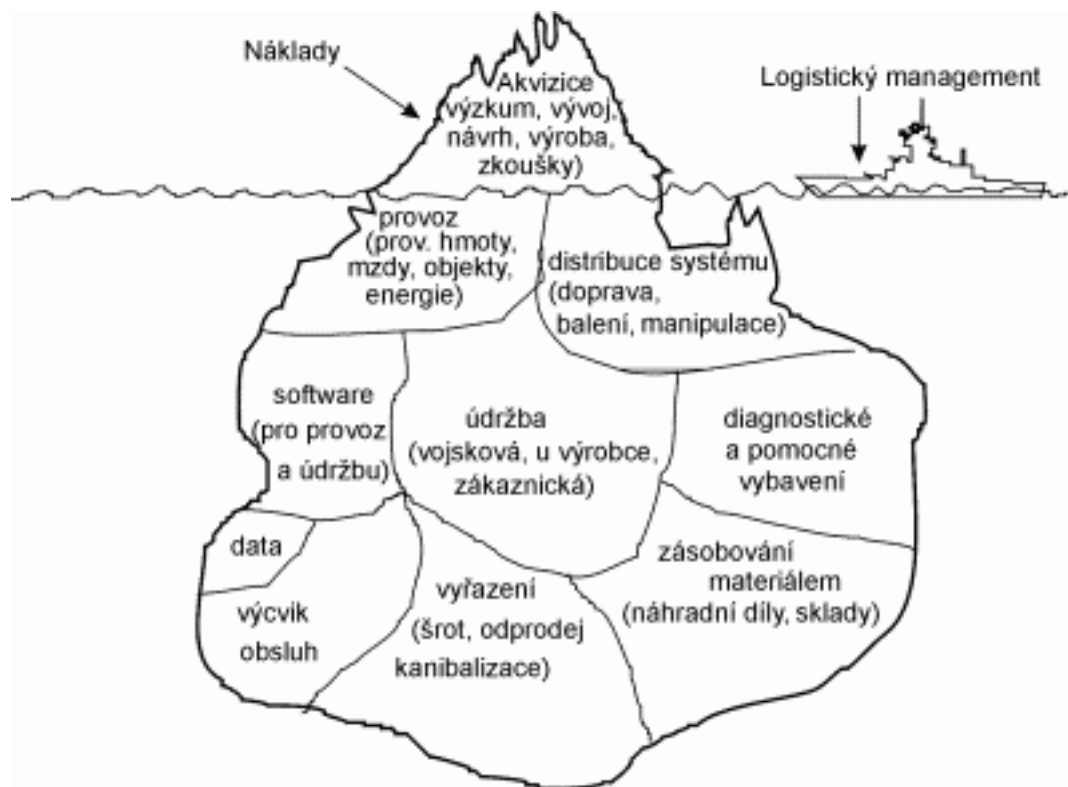 Náklady
Logistický management
Akvizice
výzkum, vývoj,
návrh, výroba,
zkoušky)
provoz
(prov. hmoty,
mzdy, objekty,
energie)
distribuce systému
(doprava,
balení, manipulace)
software
(pro provoz
a údržbu)
údržba
(vojsková, u výrobce,
zákaznická)
diagnostické
a pomocné
vybavení
data
výcvik
obsluh
vyřazení
(šrot, odprodej
kanibalizace)
zásobování
materiálem
(náhradní díly, sklady)